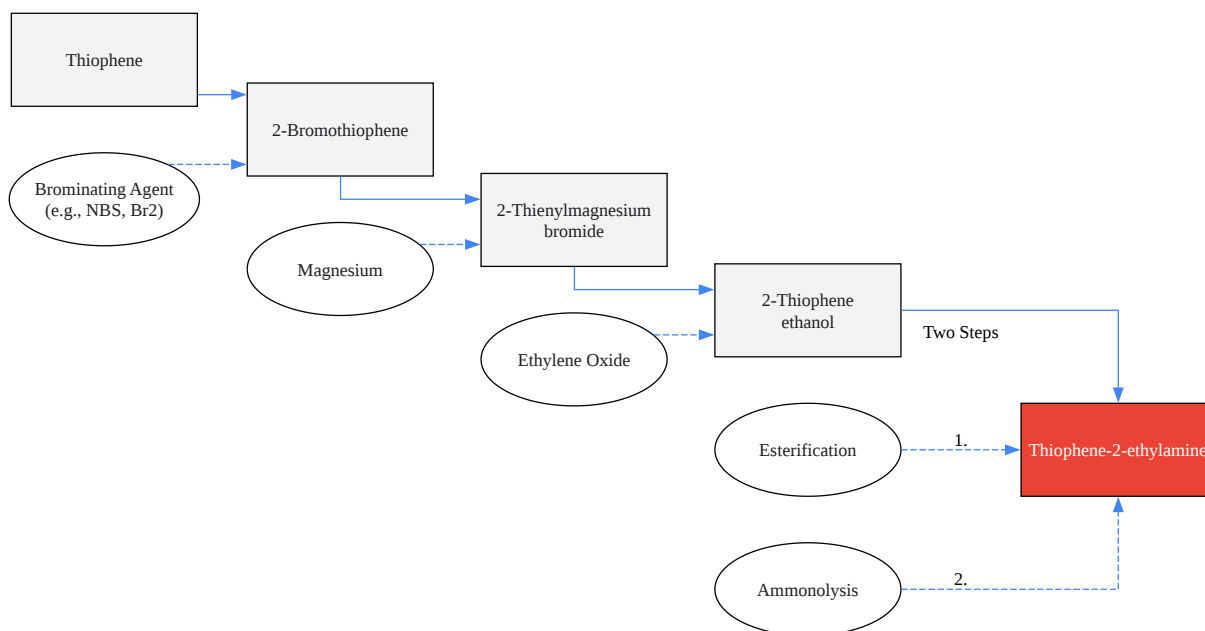 Thiophene
2-Bromothiophene
Brominating Agent
(e.g., NBS, Br2)
2-Thienylmagnesium
bromide
Magnesium
2-Thiophene
ethanol
Two Steps
Ethylene Oxide
Esterification
1.
Thiophene-2-ethylamine
Ammonolysis
2.